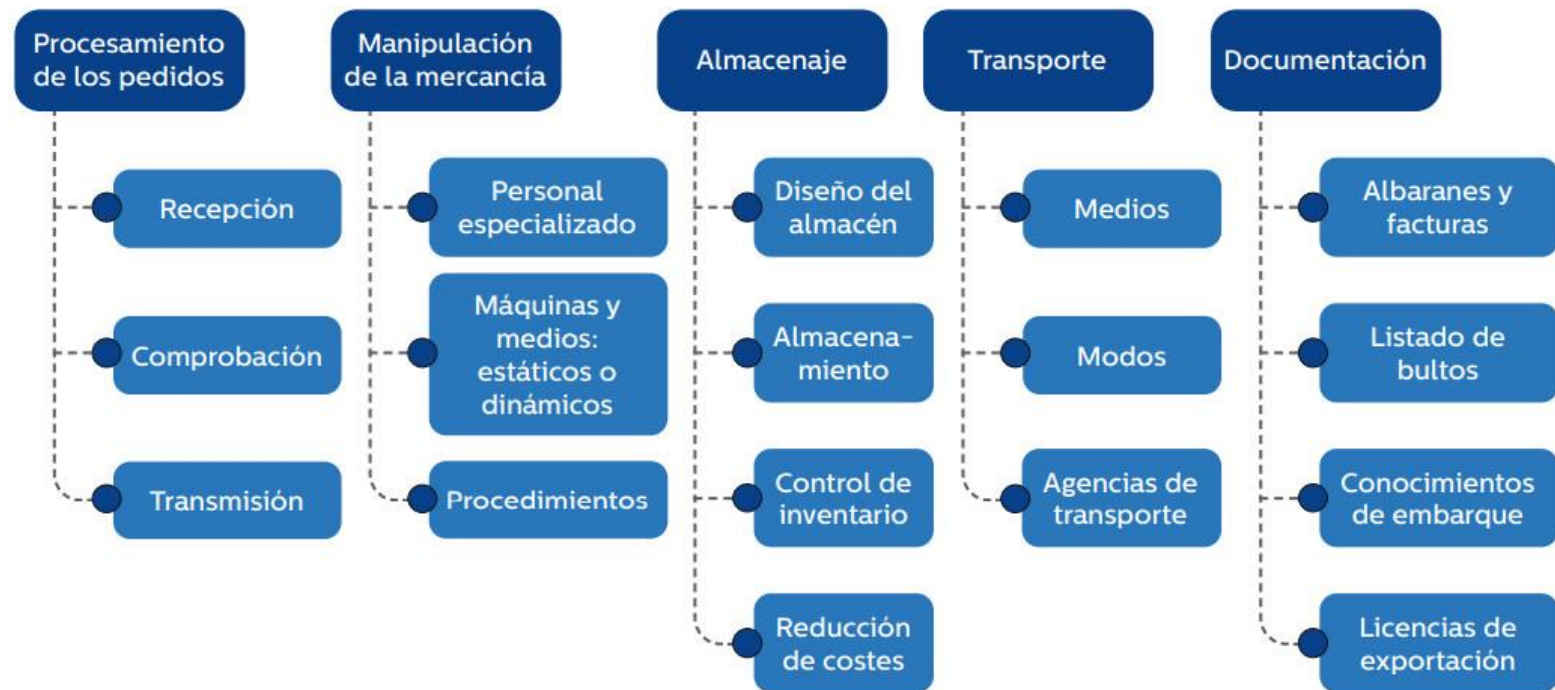 Procesamiento
de los pedidos
Recepción
Comprobación
Transmisión
Manipulación
de la mercancía
Personal
especializado
Máquinas y
medios:
estáticos o
dinámicos
Procedimientos
Almacenaje
Diseño del
almacén
Almacena-
miento
Control de
inventario
Reducción
de costes
Transporte
Medios
Modos
Agencias de
transporte
Documentación
Albaranes y
facturas
Listado de
bultos
Conocimientos
de embarque
Licencias de
exportación